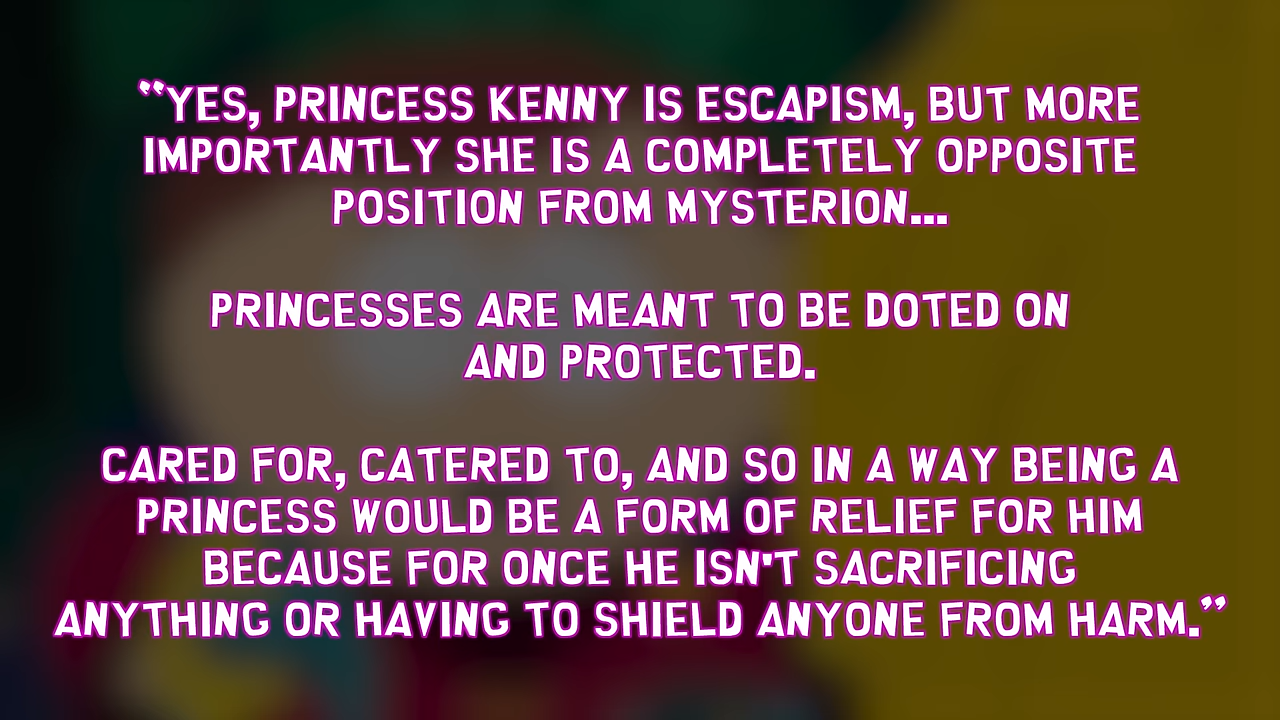 “YES, PRINCESS KENNY IS ESCAPISM, BUT MORE
IMPORTANTLY SHE IS A COMPLETELY OPPOSITE
POSITION FROM MYSTERION...
PRINCESSES ARE MEANT TO BE DOTED ON
AND PROTECTED.
CARED FOR, CATERED TO, AND SO IN A WAY BEING A
PRINCESS WOULD BE A FORM OF RELIEF FOR HIM
BECAUSE FOR ONCE HE ISN'T SACRIFICING
ANYTHING OR HAVING TO SHIELD ANYONE FROM HARM.”